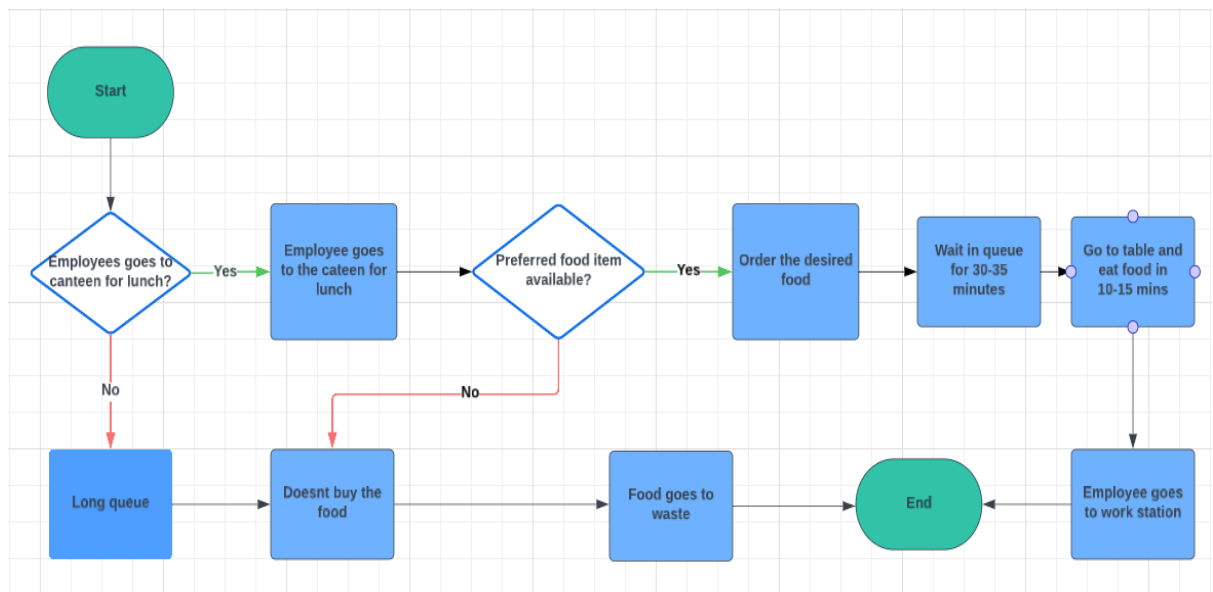 Start
Employees goes to
canteen for lunch?
Yes
Employee goes
to the cateen for
lunch
Preferred food item
available?
Yes
Order the desired
food
Wait in queue
for 30-35
minutes
Go to table and
eat food in
10-15 mins
No
No
Long queue
Doesnt buy the
food
Food goes to
waste
End
Employee goes
to work station